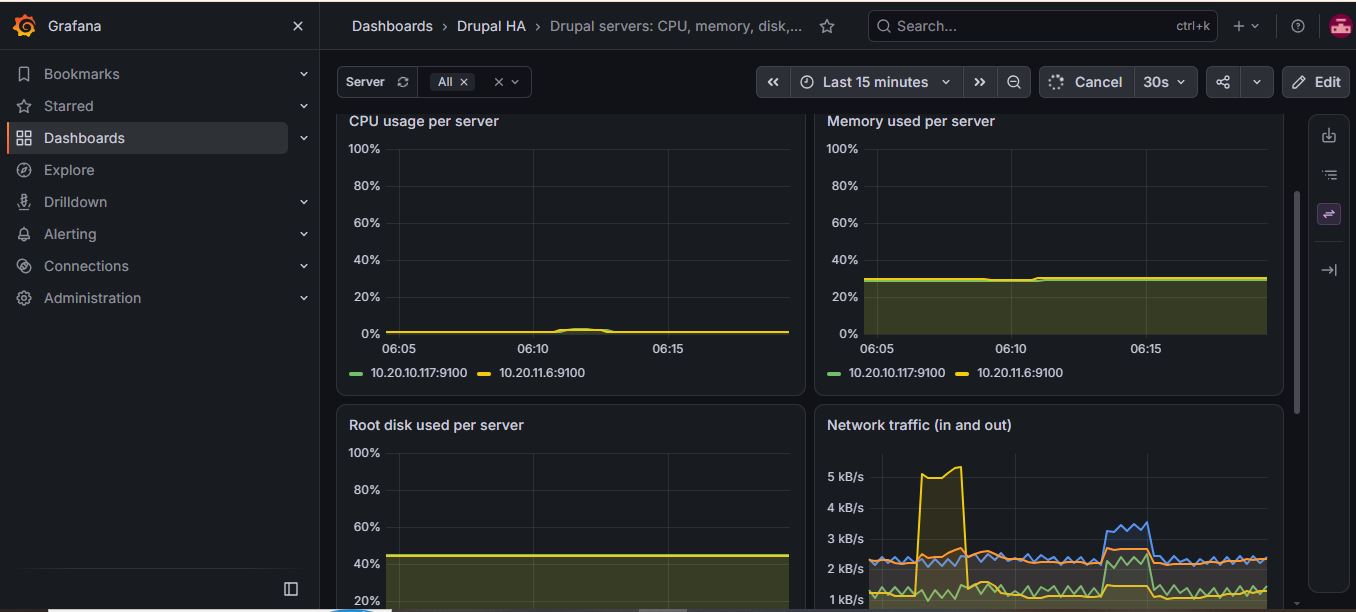 Grafana
Dashboards › Drupal HA › Drupal servers: CPU, memory, disk,...
Search... ctrl+k
Bookmarks
Starred
Dashboards
Explore
Drilldown
Alerting
Connections
Administration
Server All
Last 15 minutes Cancel 30s Edit
CPU usage per server
100%
80%
60%
40%
20%
0%
06:05 06:10 06:15
10.20.10.117:9100 10.20.11.6:9100
Memory used per server
100%
80%
60%
40%
20%
0%
06:05 06:10 06:15
10.20.10.117:9100 10.20.11.6:9100
Root disk used per server
100%
80%
60%
40%
20%
Network traffic (in and out)
5 kB/s
4 kB/s
3 kB/s
2 kB/s
1 kB/s